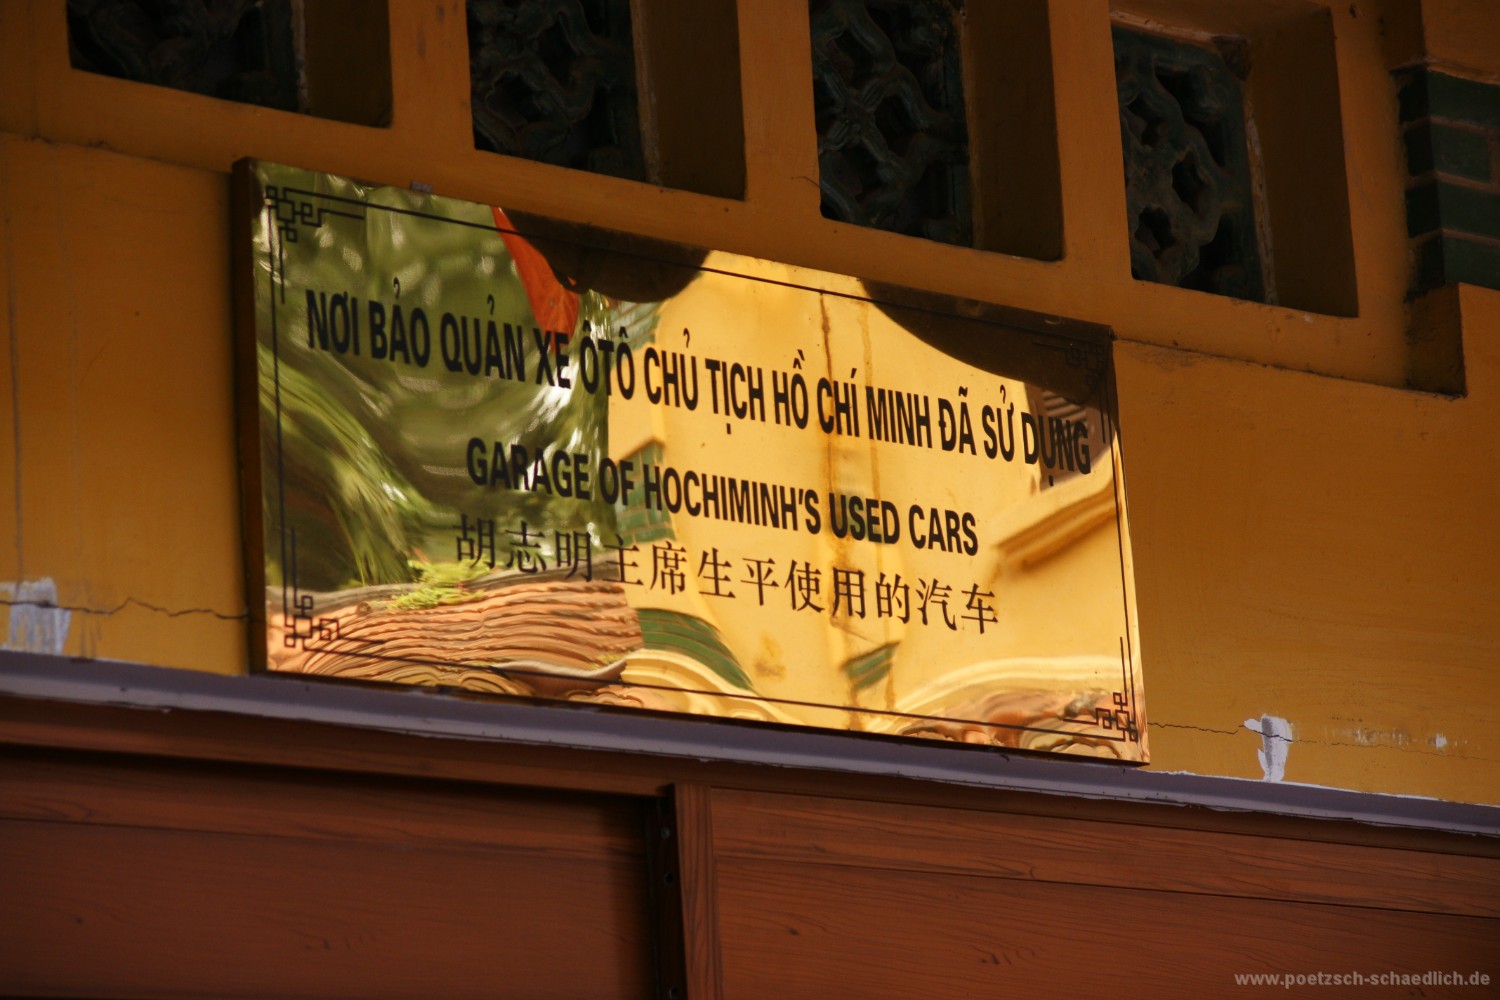 NƠI BẢO QUẢN XE ÔTÔ CHỦ TỊCH HỒ CHÍ MINH ĐÃ SỬ DỤNG
GARAGE OF HOCHIMINH'S USED CARS
胡志明主席生平使用的汽车
www.poetzsch-schaedlich.de